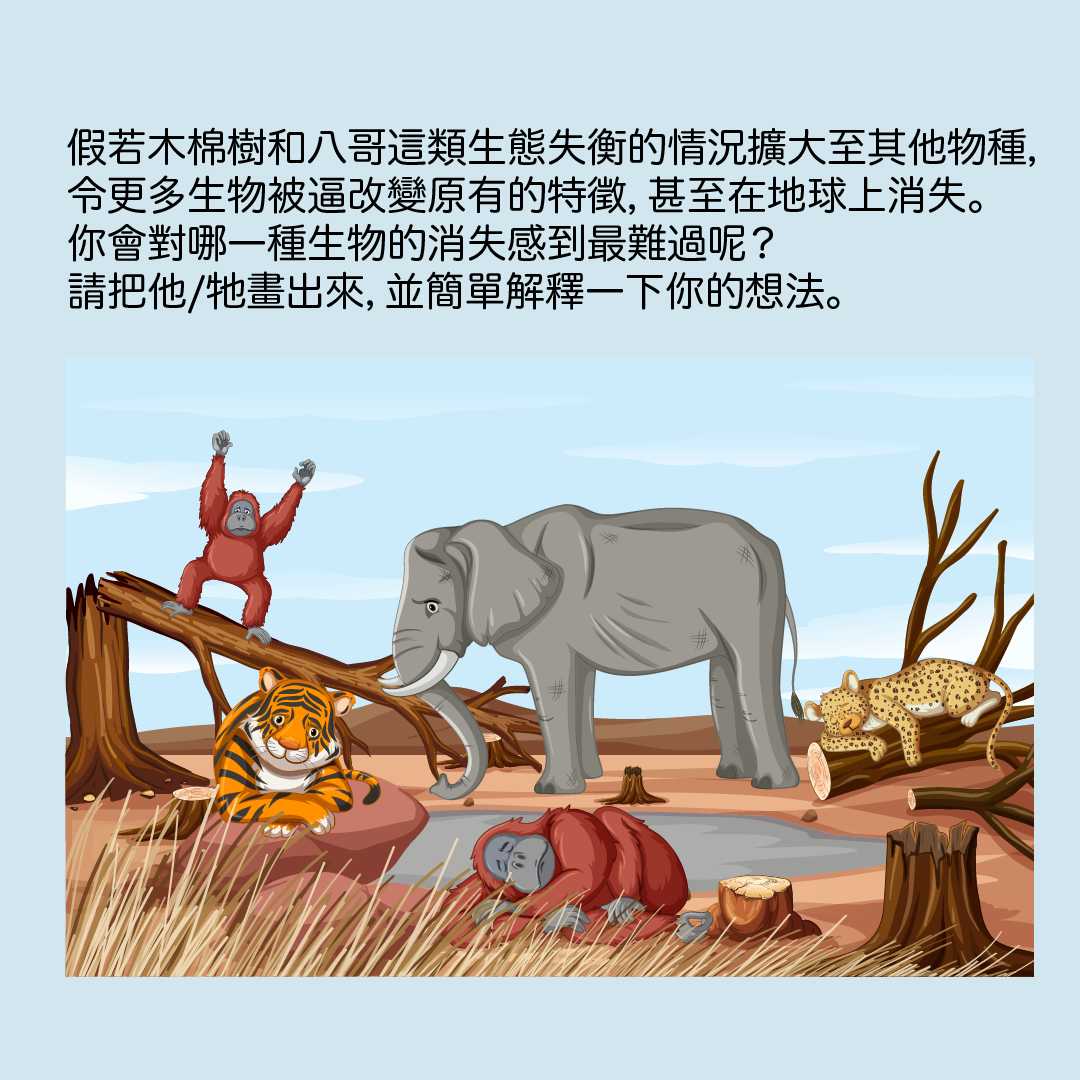 假若木棉樹和八哥這類生態失衡的情況擴大至其他物種,
令更多生物被逼改變原有的特徵, 甚至在地球上消失。
你會對哪一種生物的消失感到最難過呢？
請把他/牠畫出來, 並簡單解釋一下你的想法。